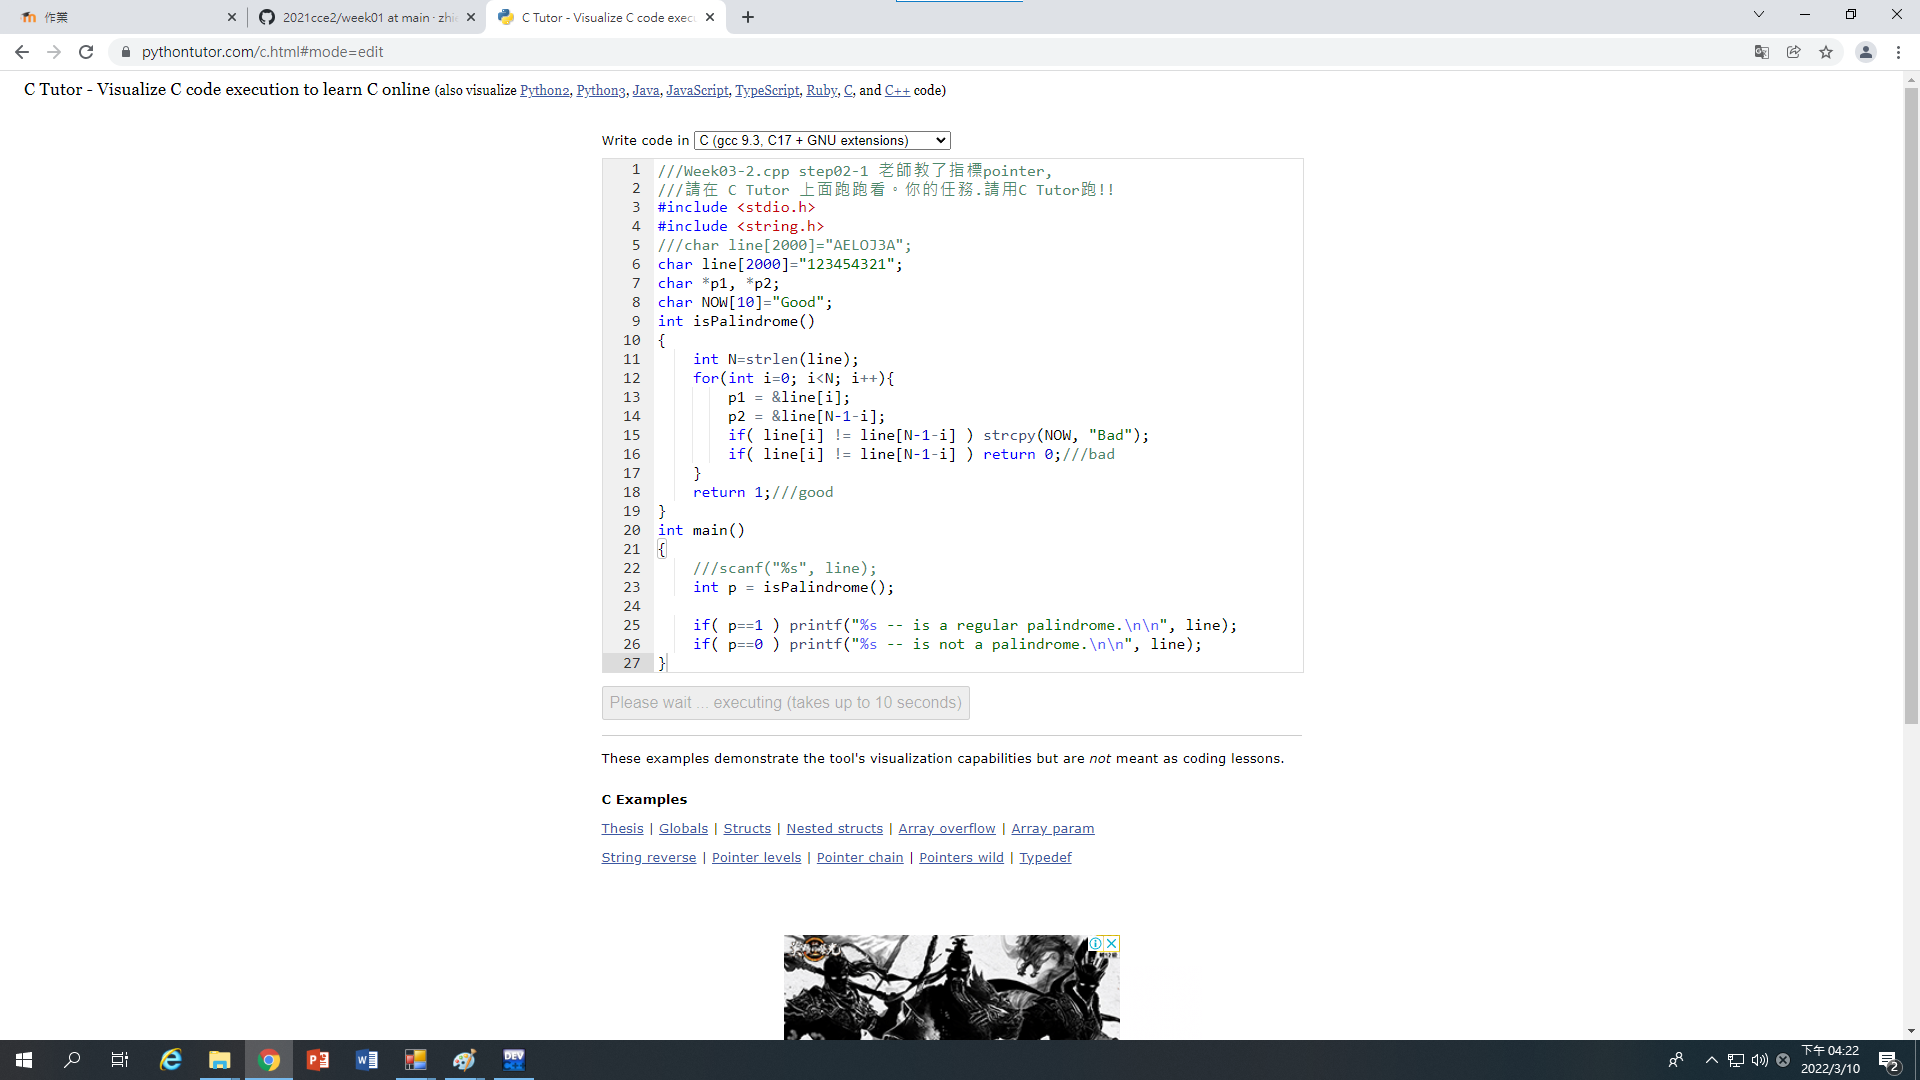 作業
2021cce2/week01 at main · zhi
C Tutor - Visualize C code exec
pythontutor.com/c.html#mode=edit
C Tutor - Visualize C code execution to learn C online (also visualize Python2, Python3, Java, JavaScript, TypeScript, Ruby, C, and C++ code)
Write code in C (gcc 9.3, C17 + GNU extensions)
1 ///Week03-2.cpp step02-1 老師教了指標pointer,
2 ///請在 C Tutor 上面跑跑看。你的任務.請用C Tutor跑!!
3 #include <stdio.h>
4 #include <string.h>
5 ///char line[2000]="AELOJ3A";
6 char line[2000]="123454321";
7 char *p1, *p2;
8 char NOW[10]="Good";
9 int isPalindrome()
10 {
11     int N=strlen(line);
12     for(int i=0; i<N; i++){
13         p1 = &line[i];
14         p2 = &line[N-1-i];
15         if( line[i] != line[N-1-i] ) strcpy(NOW, "Bad");
16         if( line[i] != line[N-1-i] ) return 0;///bad
17     }
18     return 1;///good
19 }
20 int main()
21 {
22     ///scanf("%s", line);
23     int p = isPalindrome();
24
25     if( p==1 ) printf("%s -- is a regular palindrome.\n\n", line);
26     if( p==0 ) printf("%s -- is not a palindrome.\n\n", line);
27 }
Please wait ... executing (takes up to 10 seconds)
These examples demonstrate the tool's visualization capabilities but are not meant as coding lessons.
C Examples
Thesis | Globals | Structs | Nested structs | Array overflow | Array param
String reverse | Pointer levels | Pointer chain | Pointers wild | Typedef
DEV
下午 04:22
2022/3/10
2